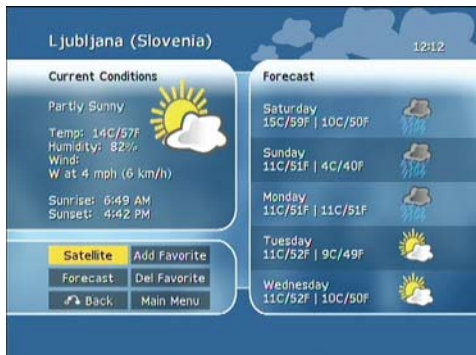 Ljubljana (Slovenia)
12:12
Current Conditions
Partly Sunny
Temp: 14C/57F
Humidity: 82%
Wind:
W at 4 mph (6 km/h)
Sunrise: 6:49 AM
Sunset: 4:42 PM
Satellite
Add Favorite
Forecast
Del Favorite
Back
Main Menu
Forecast
Saturday
15C/59F | 10C/50F
Sunday
11C/51F | 4C/40F
Monday
11C/51F | 11C/51F
Tuesday
11C/52F | 9C/49F
Wednesday
11C/52F | 10C/50F